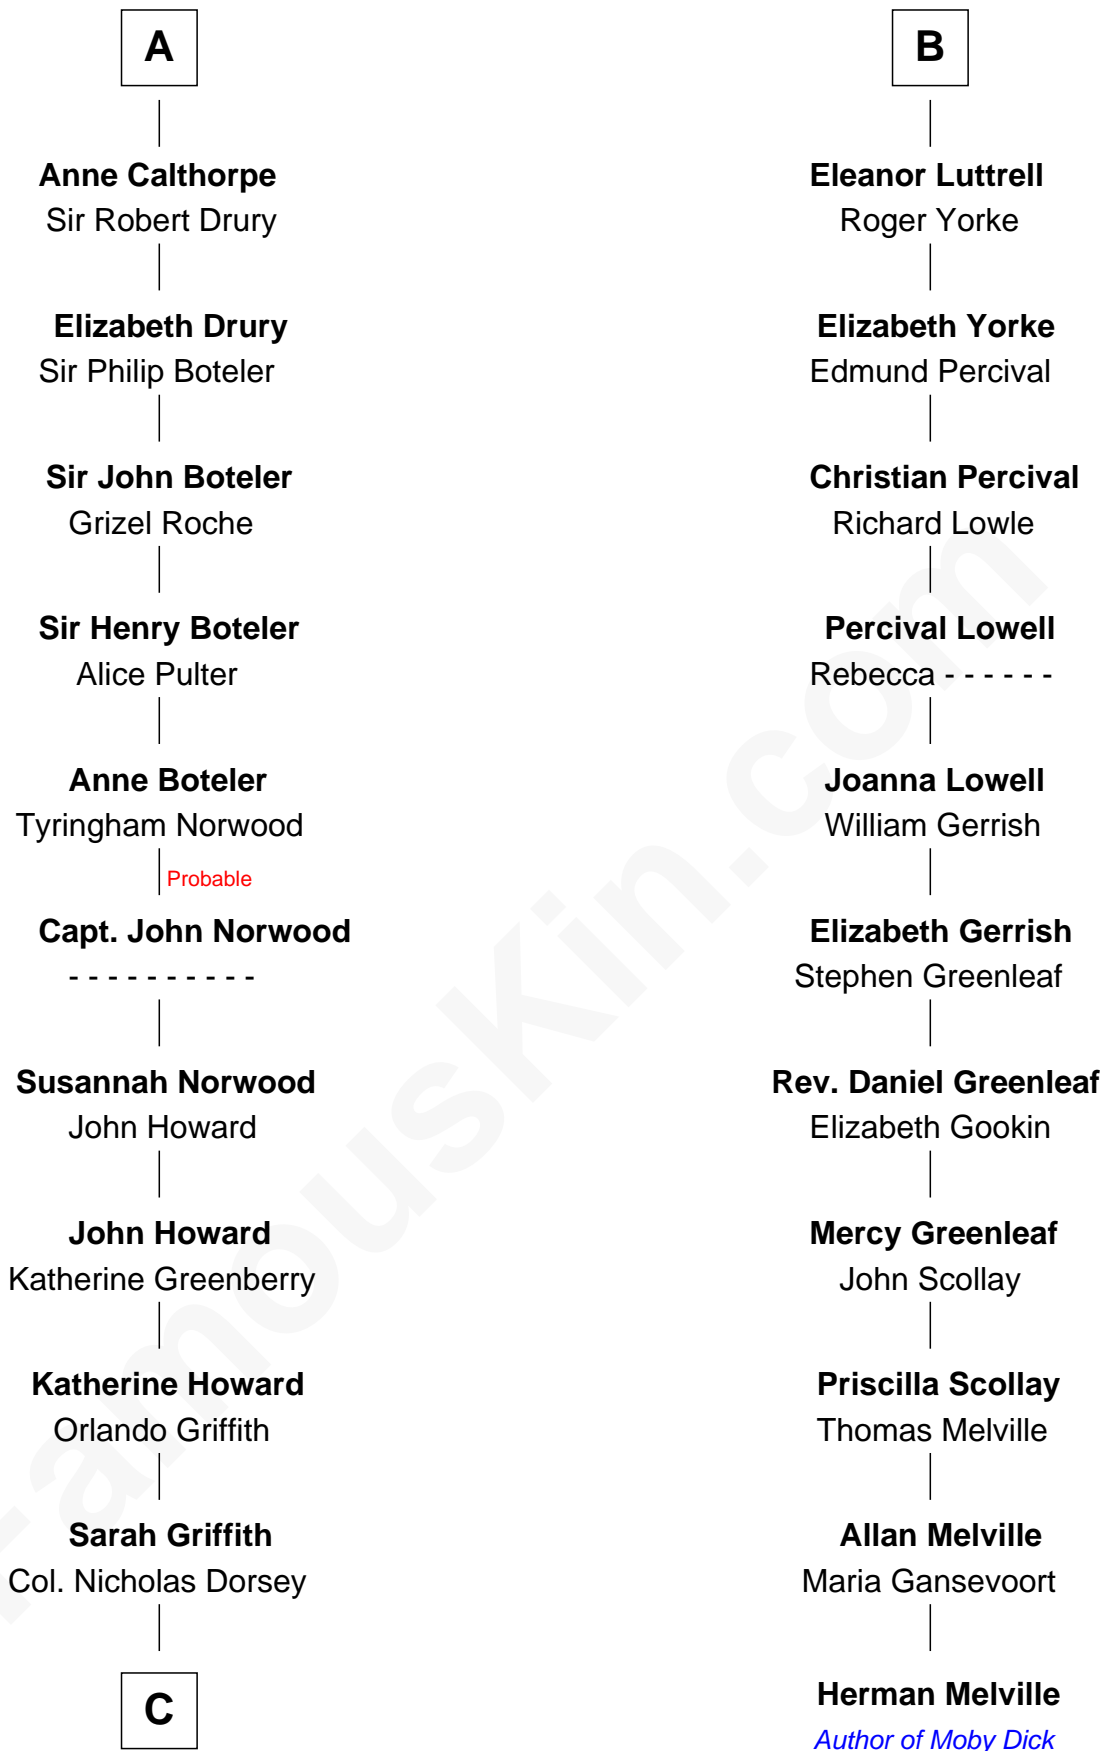 A
Anne Calthorpe
Sir Robert Drury
Elizabeth Drury
Sir Philip Boteler
Sir John Boteler
Grizel Roche
Sir Henry Boteler
Alice Pulter
Anne Boteler
Tyringham Norwood
Probable
Capt. John Norwood
- - - - - - - - - -
Susannah Norwood
John Howard
John Howard
Katherine Greenberry
Katherine Howard
Orlando Griffith
Sarah Griffith
Col. Nicholas Dorsey
C
B
Eleanor Luttrell
Roger Yorke
Elizabeth Yorke
Edmund Percival
Christian Percival
Richard Lowle
Percival Lowell
Rebecca - - - - - -
Joanna Lowell
William Gerrish
Elizabeth Gerrish
Stephen Greenleaf
Rev. Daniel Greenleaf
Elizabeth Gookin
Mercy Greenleaf
John Scollay
Priscilla Scollay
Thomas Melville
Allan Melville
Maria Gansevoort
Herman Melville
Author of Moby Dick
FamousKin.com